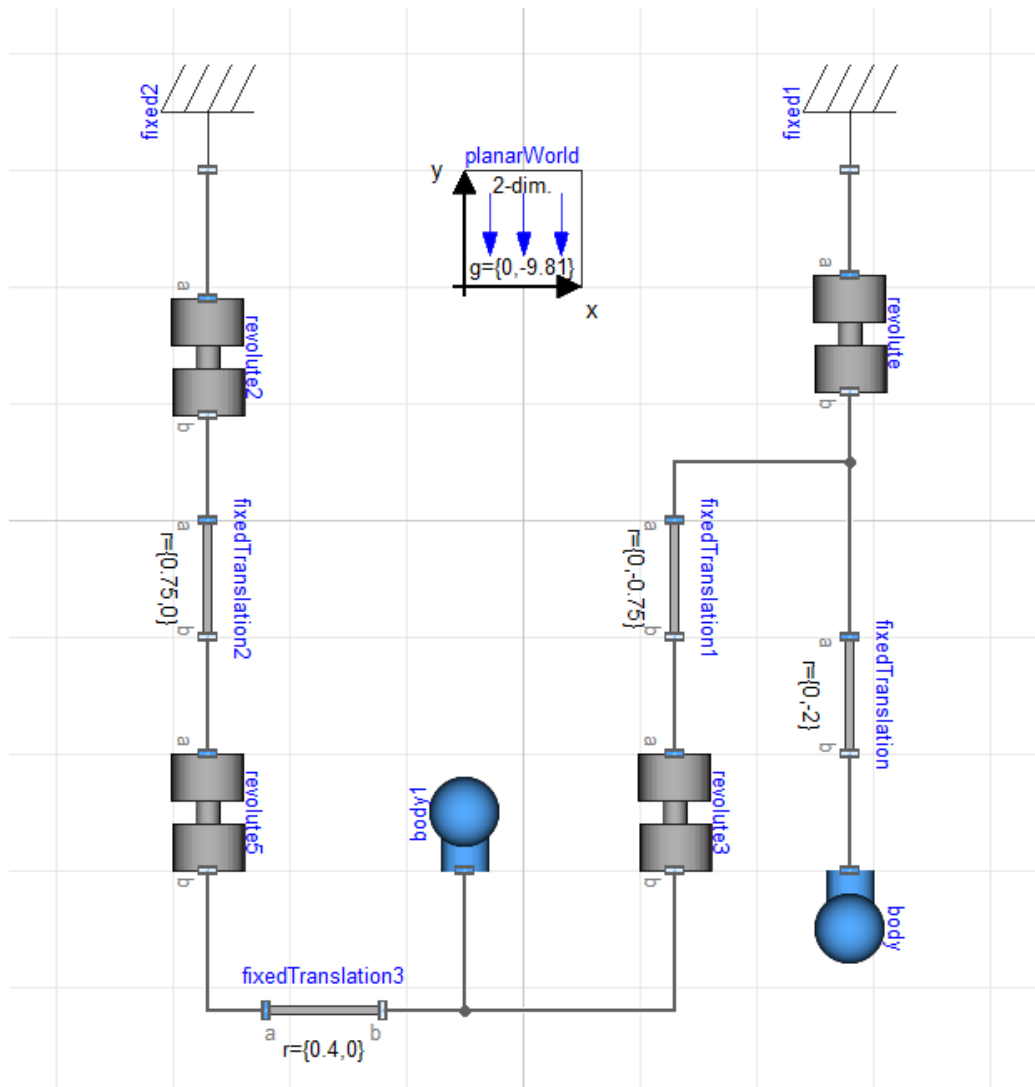 fixed2
fixed1
planarWorld
y
2-dim.
g={0,-9.81}
x
a
revolute2
b
a
revolute
b
a
fixedTranslation2
r={0.75,0}
b
a
fixedTranslation1
r={0,-0.75}
b
a
fixedTranslation
r={0,-2}
b
a
revolute5
b
body1
a
revolute3
b
body
fixedTranslation3
a
b
r={0.4,0}